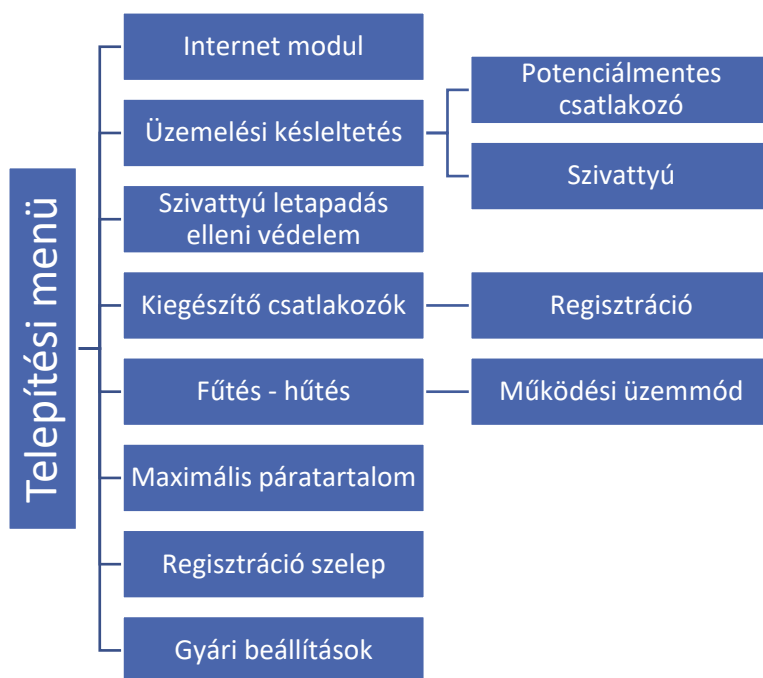 Telepítési menü
Internet modul
Üzemelési késleltetés
Potenciálmentes
csatlakozó
Szivattyú
Szivattyú letapadás
elleni védelem
Kiegészítő csatlakozók
Regisztráció
Fűtés - hűtés
Működési üzemmód
Maximális páratartalom
Regisztráció szelep
Gyári beállítások